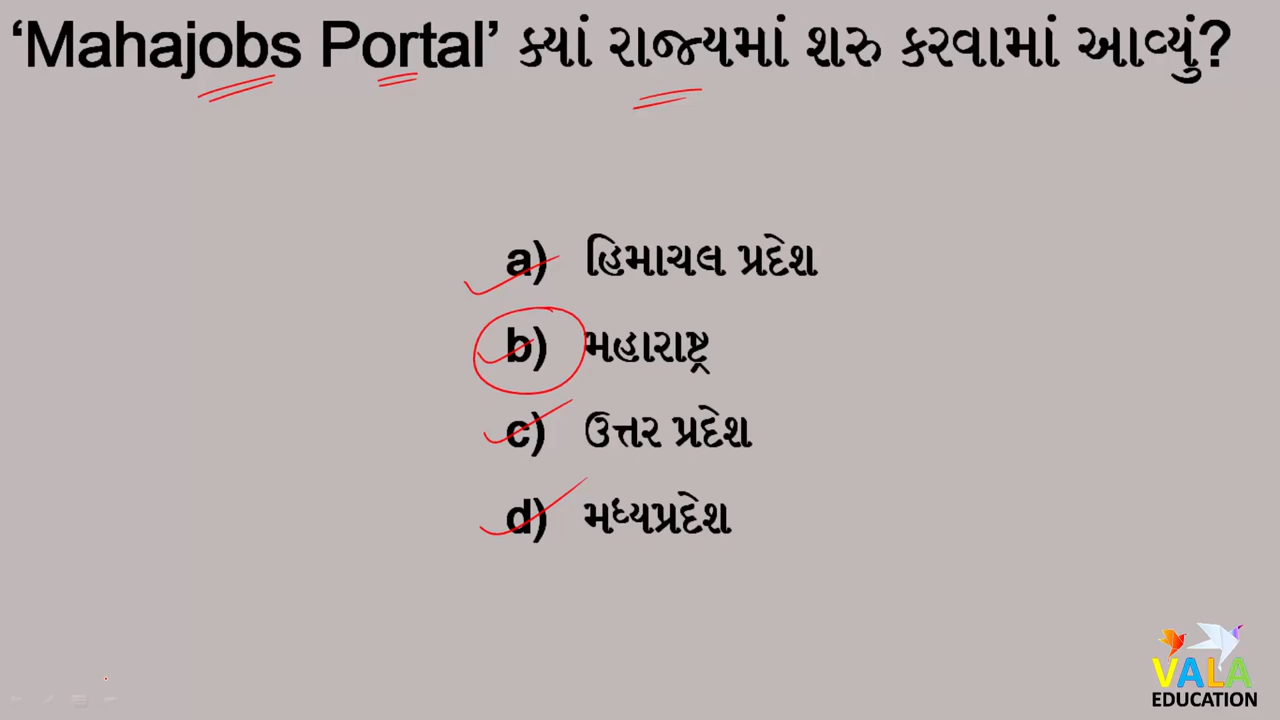 ‘Mahajobs Portal’ ક્યાં રાજ્યમાં શરુ કરવામાં આવ્યું?
a) હિમાચલ પ્રદેશ
b) મહારાષ્ટ્ર
c) ઉત્તર પ્રદેશ
d) મધ્યપ્રદેશ
VALA
EDUCATION